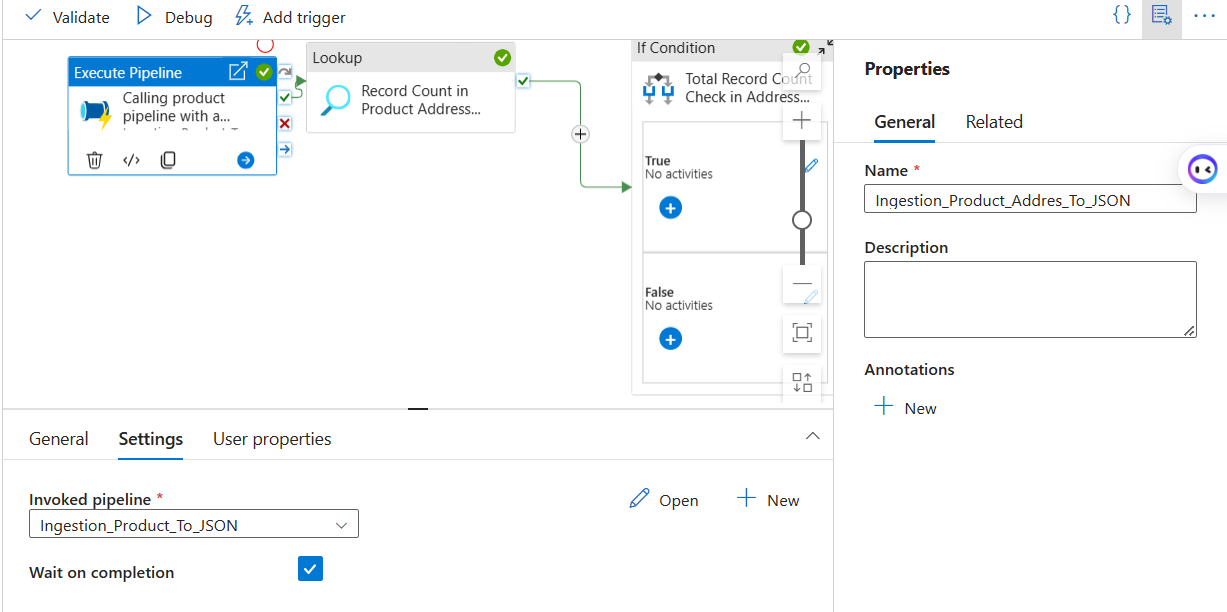 Validate
Debug
Add trigger
{}
Execute Pipeline
Calling product
pipeline with a...
</>
Lookup
Record Count in
Product Address...
If Condition
Total Record Count
Check in Address...
True
No activities
False
No activities
General
Settings
User properties
Invoked pipeline *
Ingestion_Product_To_JSON
Open
New
Wait on completion
Properties
General
Related
Name *
Ingestion_Product_Addres_To_JSON
Description
Annotations
New